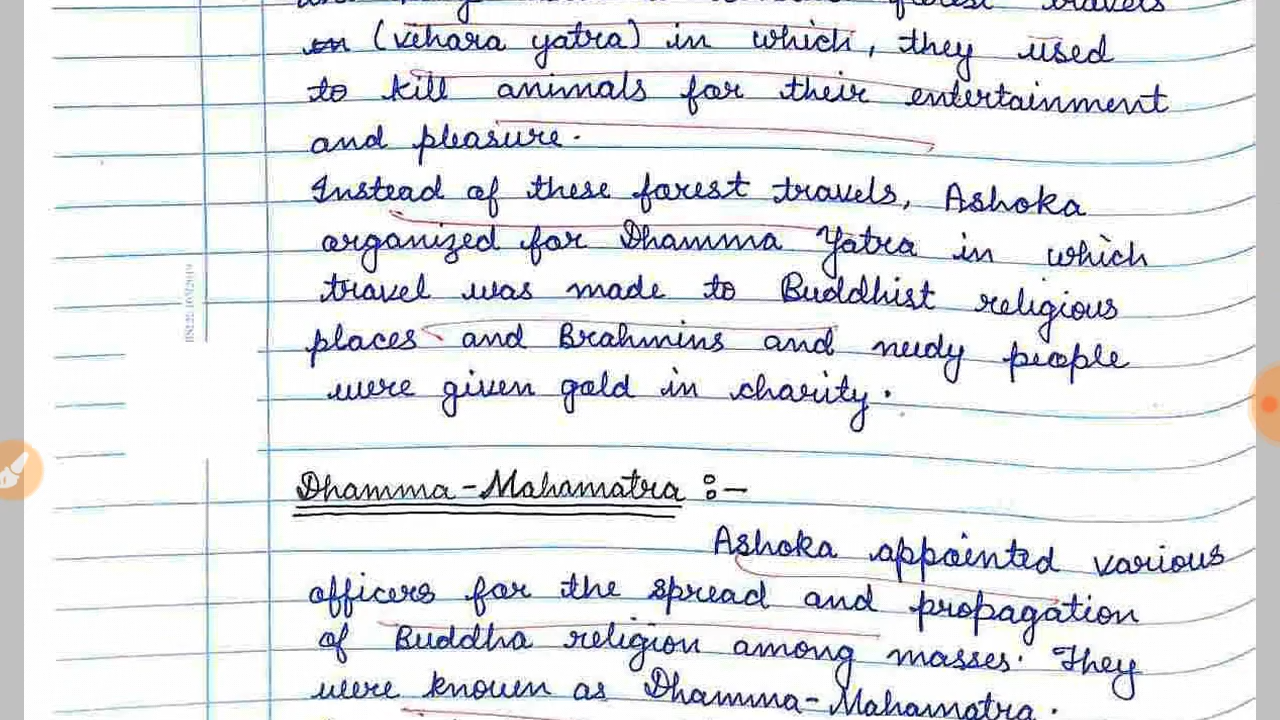 forest travels
(vihara yatra) in which, they used
to kill animals for their entertainment
and pleasure.
Instead of these forest travels, Ashoka
organized for Dhamma Yatra in which
travel was made to Buddhist religious
places and Brahmins and needy people
were given gold in charity.
Dhamma-Mahamatra :-
Ashoka appointed various
officers for the spread and propagation
of Buddha religion among masses. They
were known as Dhamma-Mahamatra.